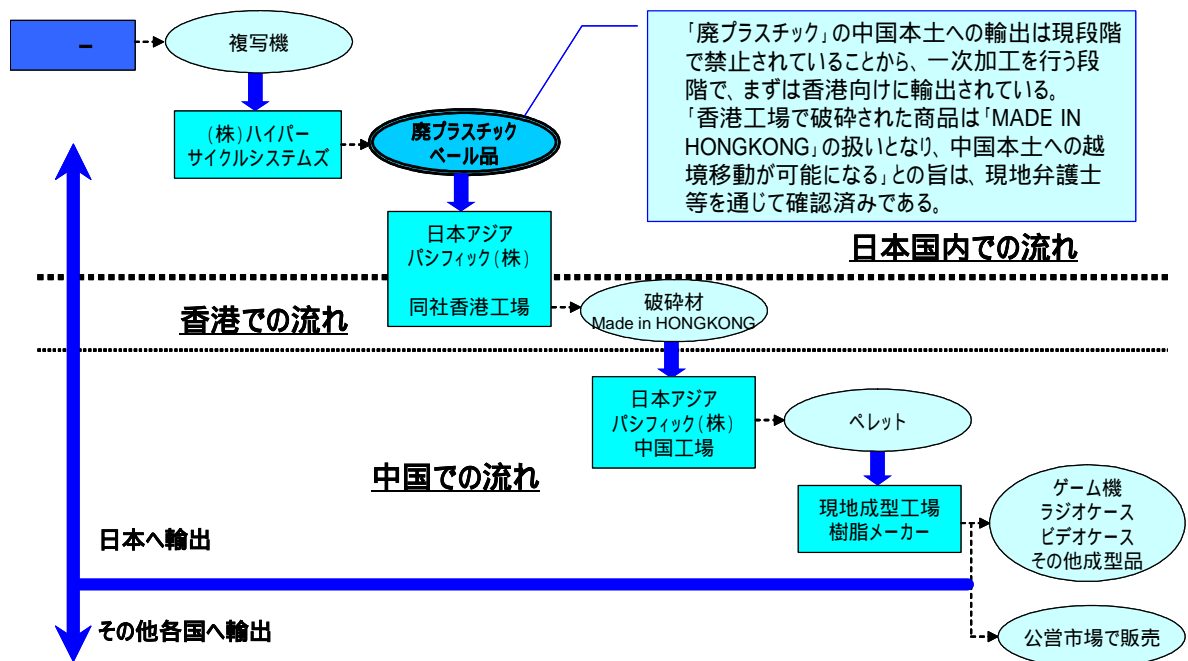 ー
複写機
「廃プラスチック」の中国本土への輸出は現段階
で禁止されていることから、一次加工を行う段
階で、まずは香港向けに輸出されている。
「香港工場で破砕された商品は「MADE IN
HONGKONG」の扱いとなり、中国本土への越
境移動が可能になる」との旨は、現地弁護士
等を通じて確認済みである。
(株)ハイパー
サイクルシステムズ
廃プラスチック
ベール品
日本アジア
パシフィック(株)
同社香港工場
日本国内での流れ
香港での流れ
破砕材
Made in HONGKONG
日本アジア
パシフィック(株)
中国工場
ペレット
中国での流れ
現地成型工場
樹脂メーカー
ゲーム機
ラジオケース
ビデオケース
その他成型品
日本へ輸出
その他各国へ輸出
公営市場で販売